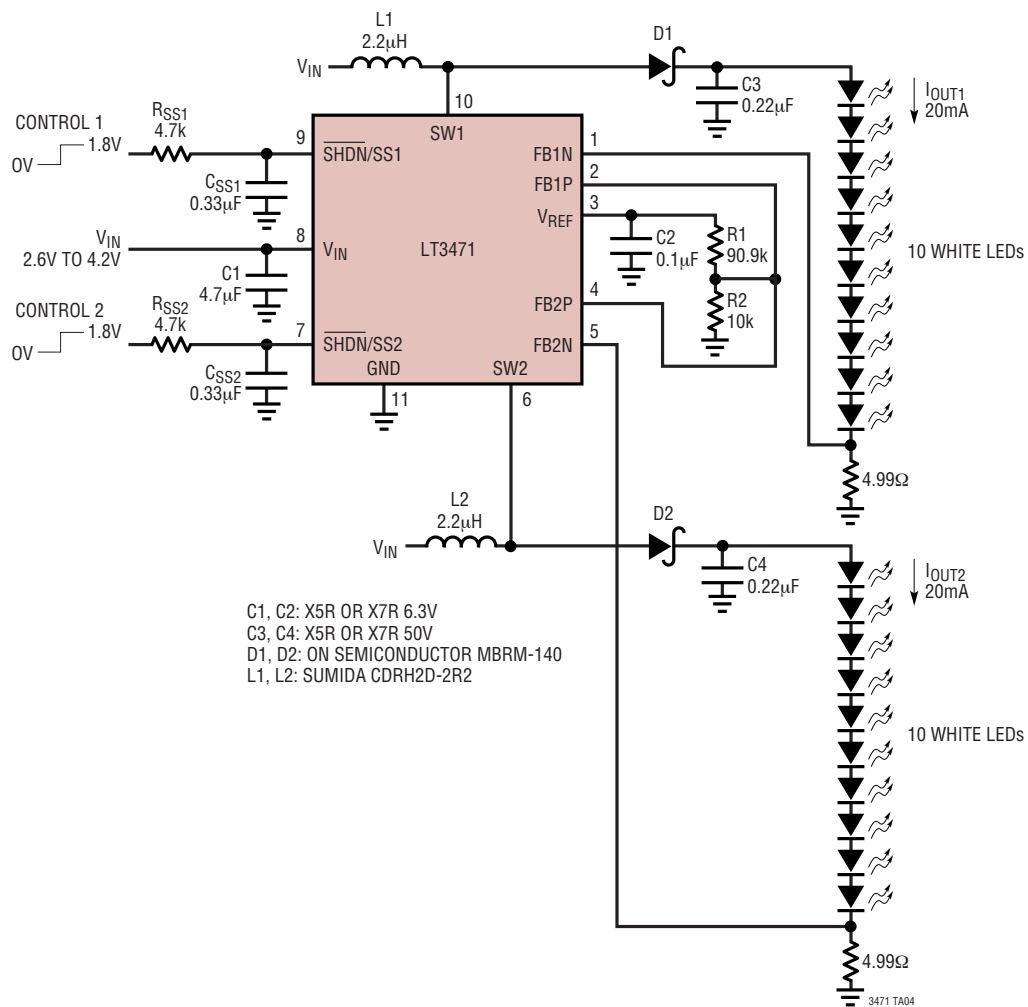 L1
2.2µH
VIN
D1
C3
0.22µF
IOUT1
20mA
10
SW1
CONTROL 1
1.8V
0V
RSS1
4.7k
9
SHDN/SS1
CSS1
0.33µF
1
FB1N
2
FB1P
3
VREF
VIN
2.6V TO 4.2V
8
VIN
LT3471
C1
4.7µF
C2
0.1µF
R1
90.9k
R2
10k
10 WHITE LEDs
CONTROL 2
1.8V
0V
RSS2
4.7k
7
SHDN/SS2
CSS2
0.33µF
4
FB2P
5
FB2N
GND
11
SW2
6
4.99Ω
L2
2.2µH
VIN
D2
C4
0.22µF
IOUT2
20mA
10 WHITE LEDs
4.99Ω
C1, C2: X5R OR X7R 6.3V
C3, C4: X5R OR X7R 50V
D1, D2: ON SEMICONDUCTOR MBRM-140
L1, L2: SUMIDA CDRH2D-2R2
3471 TA04